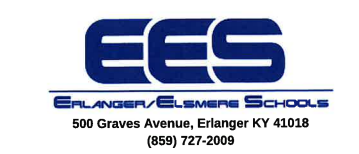 EES
ERLANGER/ELSMERE SCHOOLS
500 Graves Avenue, Erlanger KY 41018
(859) 727-2009